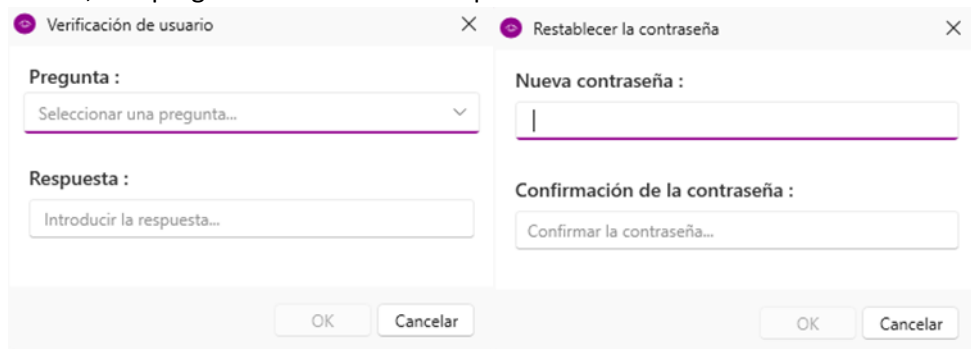 Verificación de usuario
Pregunta :
Seleccionar una pregunta...
Respuesta :
Introducir la respuesta...
OK Cancelar
Restablecer la contraseña
Nueva contraseña :
Confirmación de la contraseña :
Confirmar la contraseña...
OK Cancelar